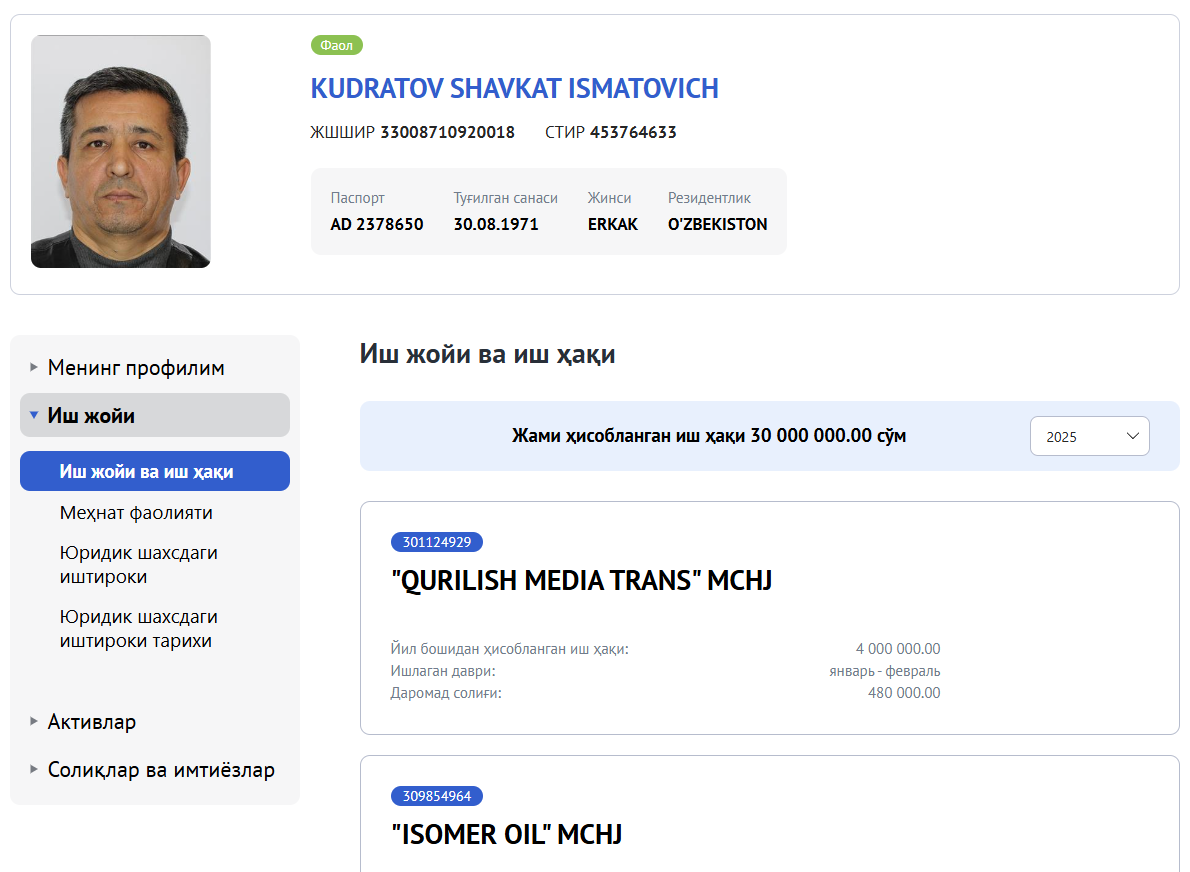 Фаол
KUDRATOV SHAVKAT ISMATOVICH
ЖШШИР 33008710920018 СТИР 453764633
Паспорт Туғилган санаси Жинси Резидентлик
AD 2378650 30.08.1971 ERKAK O'ZBEKISTON
Менинг профилим
Иш жойи
Иш жойи ва иш ҳақи
Меҳнат фаолияти
Юридик шахсдаги
иштироки
Юридик шахсдаги
иштироки тарихи
Активлар
Солиқлар ва имтиёзлар
Иш жойи ва иш ҳақи
Жами ҳисобланган иш ҳақи 30 000 000.00 сўм
2025
301124929
"QURILISH MEDIA TRANS" MCHJ
Йил бошидан ҳисобланган иш ҳақи: 4 000 000.00
Ишлаган даври: январь - февраль
Даромад солиғи: 480 000.00
309854964
"ISOMER OIL" MCHJ